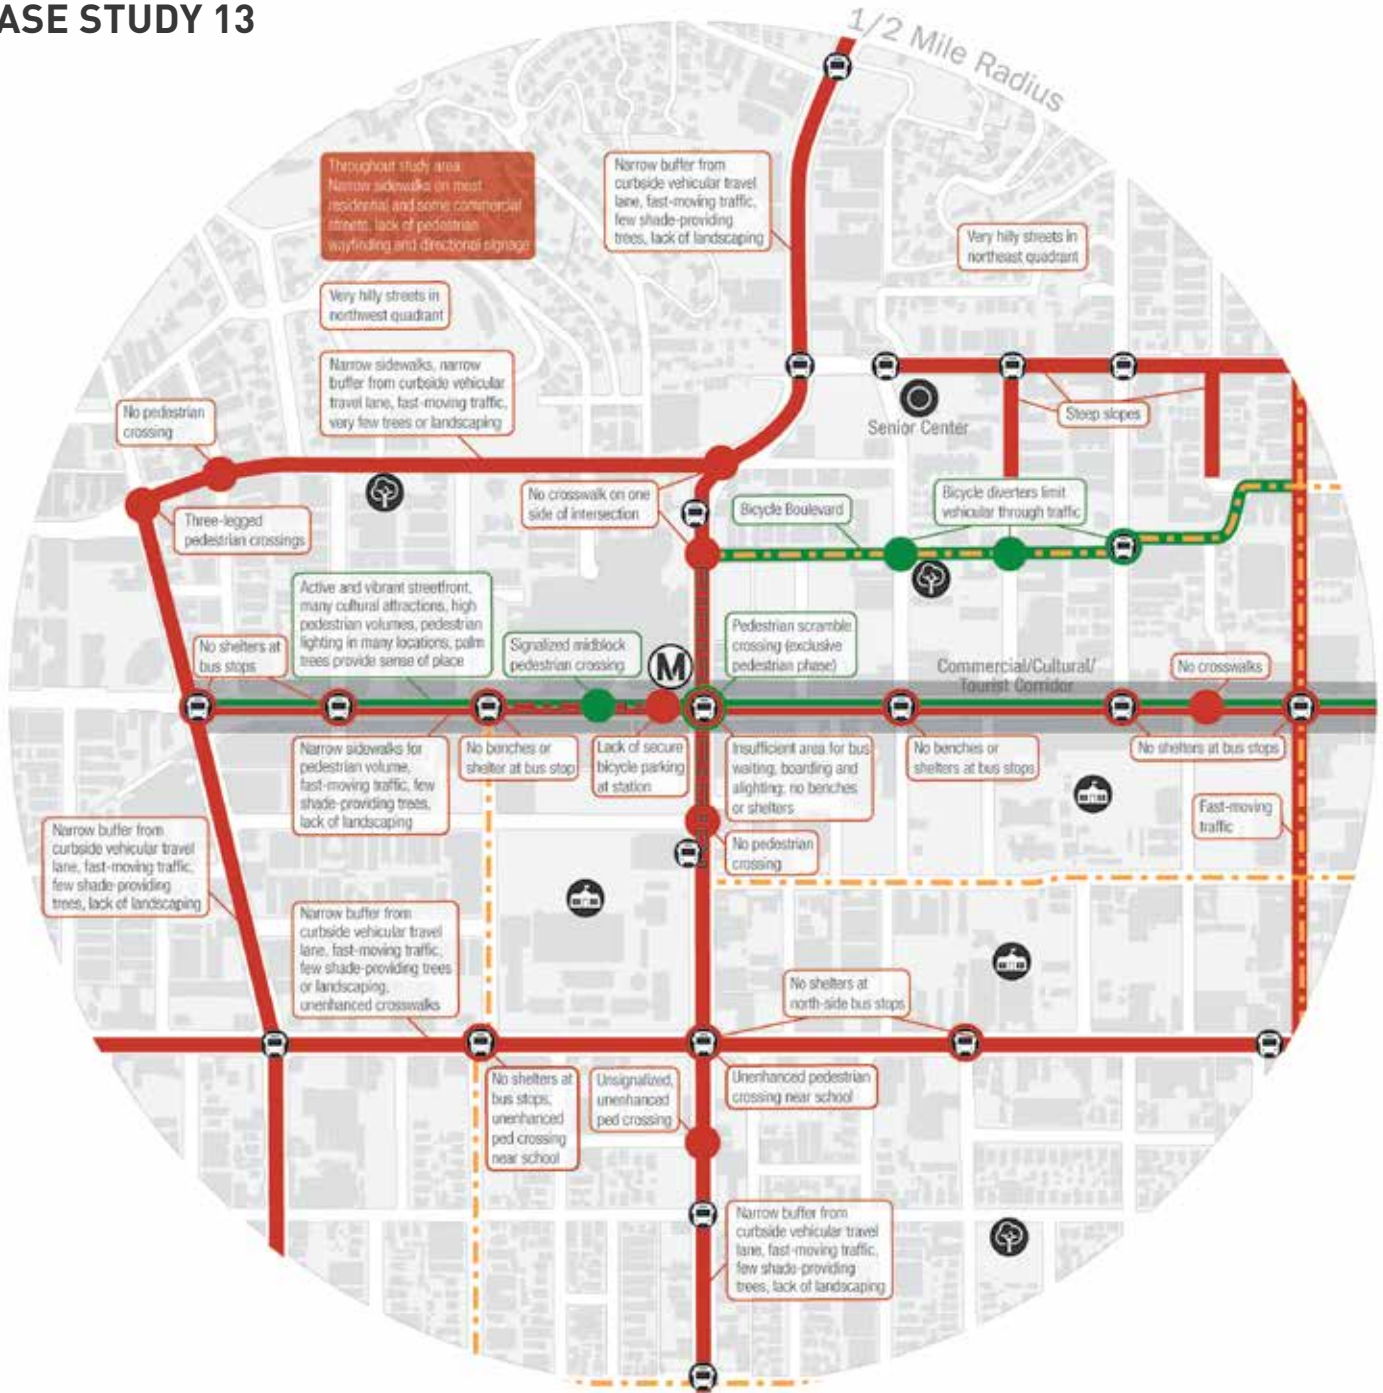 ASE STUDY 13
1/2 Mile Radius
Throughout study area
Narrow sidewalks on most
residential and some commercial
streets, lack of pedestrian
wayfinding and directional signage
Narrow buffer from
curbside vehicular travel
lane, fast-moving traffic,
few shade-providing
trees, lack of landscaping
Very hilly streets in
northeast quadrant
Very hilly streets in
northwest quadrant
Narrow sidewalks, narrow
buffer from curbside vehicular
travel lane, fast-moving traffic,
very few trees or landscaping
No pedestrian
crossing
Steep slopes
Senior Center
Three-legged
pedestrian crossings
No crosswalk on one
side of intersection
Bicycle Boulevard
Bicycle diverters limit
vehicular through traffic
Active and vibrant streetfront,
many cultural attractions, high
pedestrian volumes, pedestrian
lighting in many locations, palm
trees provide sense of place
No shelters at
bus stops
Signalized midblock
pedestrian crossing
M
Pedestrian scramble
crossing (exclusive
pedestrian phase)
Commercial/Cultural/
Tourist Corridor
No crosswalks
Narrow sidewalks for
pedestrian volume,
fast-moving traffic, few
shade-providing trees,
lack of landscaping
No benches or
shelter at bus stop
Lack of secure
bicycle parking
at station
Insufficient area for bus
waiting, boarding and
alighting; no benches
or shelters
No benches or
shelters at bus stops
No shelters at bus stops
Fast-moving
traffic
No pedestrian
crossing
Narrow buffer from
curbside vehicular travel
lane, fast-moving traffic,
few shade-providing
trees, lack of landscaping
Narrow buffer from
curbside vehicular travel
lane, fast-moving traffic,
few shade-providing trees
or landscaping,
unenhanced crosswalks
No shelters at
north-side bus stops
No shelters at
bus stops,
unenhanced
ped crossing
near school
Unsignalized,
unenhanced
ped crossing
Unenhanced pedestrian
crossing near school
Narrow buffer from
curbside vehicular travel
lane, fast-moving traffic,
few shade-providing
trees, lack of landscaping